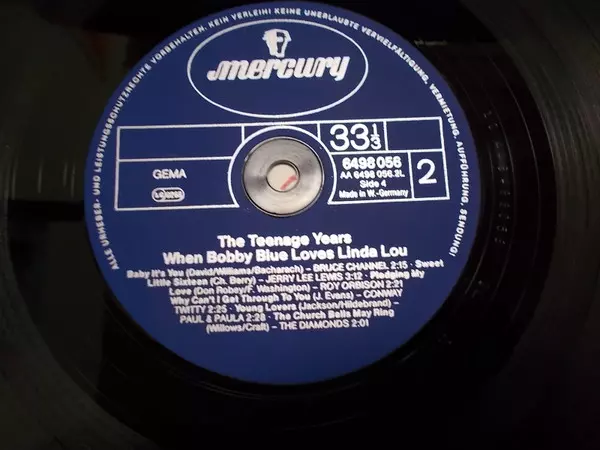 ALLE URHEBER- UND LEISTUNGSSCHUTZRECHTE VORBEHALTEN. KEIN VERLEIH! KEINE UNERLAUBTE VERVIELFÄLTIGUNG, VERMIETUNG, AUFFÜHRUNG, SENDUNG!
mercury
33 1/3
GEMA
LC 0268
6498 056
AA 6498 056.2L
Side 4
Made in W.-Germany
2
The Teenage Years
When Bobby Blue Loves Linda Lou
Baby It's You (David/Williams/Bacharach) – BRUCE CHANNEL 2:15 · Sweet
Little Sixteen (Ch. Berry) – JERRY LEE LEWIS 3:12 · Pledging My
Love (Don Robey/F. Washington) – ROY ORBISON 2:21
Why Can't I Get Through To You (J. Evans) – CONWAY
TWITTY 2:25 · Young Lovers (Jackson/Hildebrand) –
PAUL & PAULA 2:28 · The Church Bells May Ring
(Willows/Craft) – THE DIAMONDS 2:01